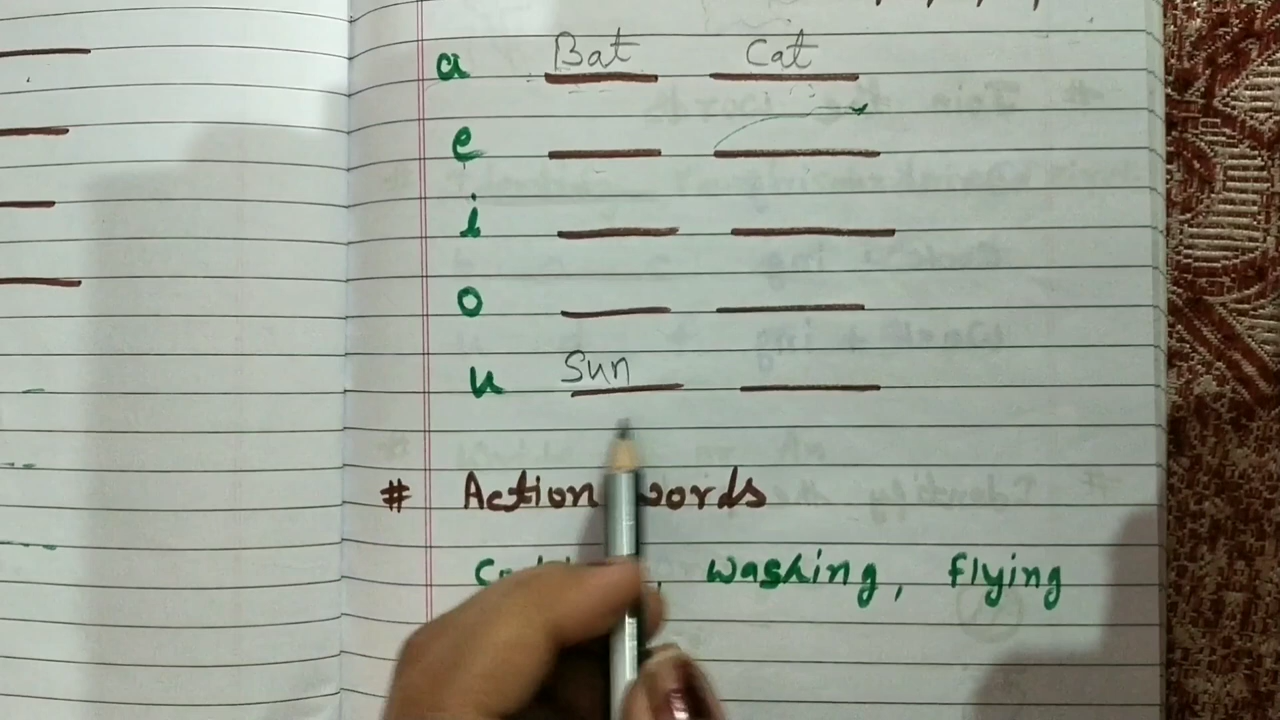 a Bat Cat
e
i
o
u Sun
# Action words
washing, flying